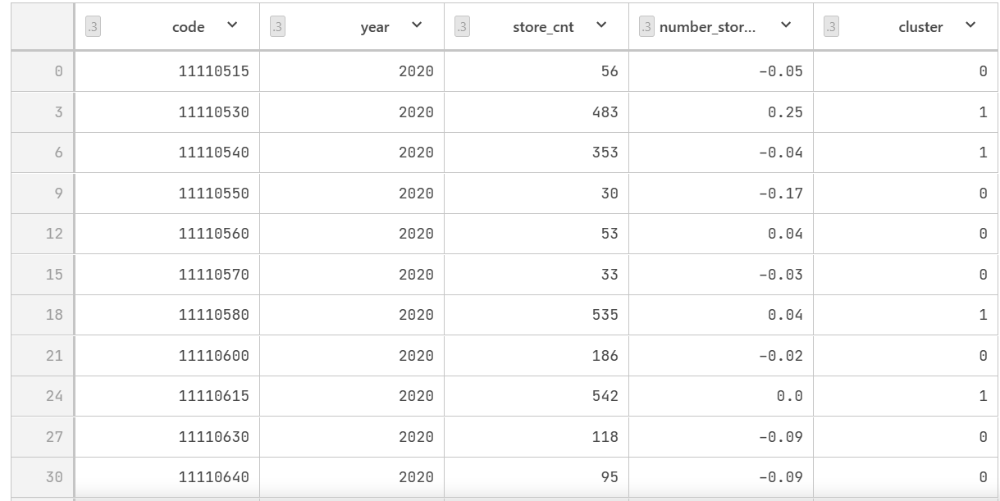 .3 code .3 year .3 store_cnt .3 number_stor... .3 cluster
0 11110515 2020 56 −0.05 0
3 11110530 2020 483 0.25 1
6 11110540 2020 353 −0.04 1
9 11110550 2020 30 −0.17 0
12 11110560 2020 53 0.04 0
15 11110570 2020 33 −0.03 0
18 11110580 2020 535 0.04 1
21 11110600 2020 186 −0.02 0
24 11110615 2020 542 0.0 1
27 11110630 2020 118 −0.09 0
30 11110640 2020 95 −0.09 0